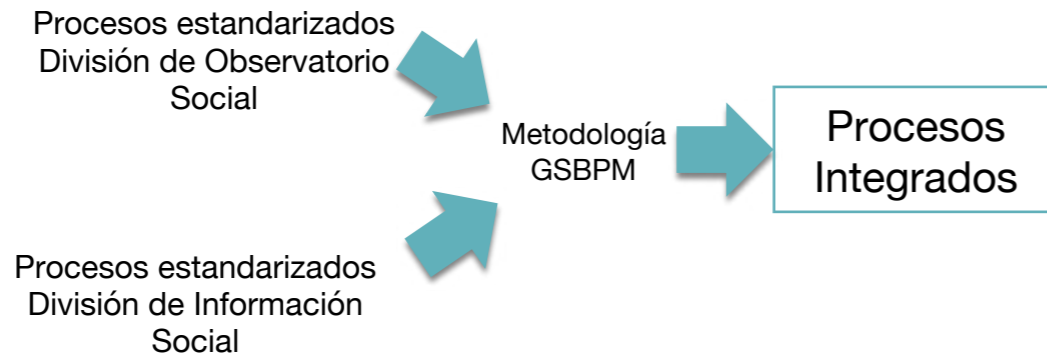 Procesos estandarizados
División de Observatorio
Social
Metodología
GSBPM
Procesos
Integrados
Procesos estandarizados
División de Información
Social